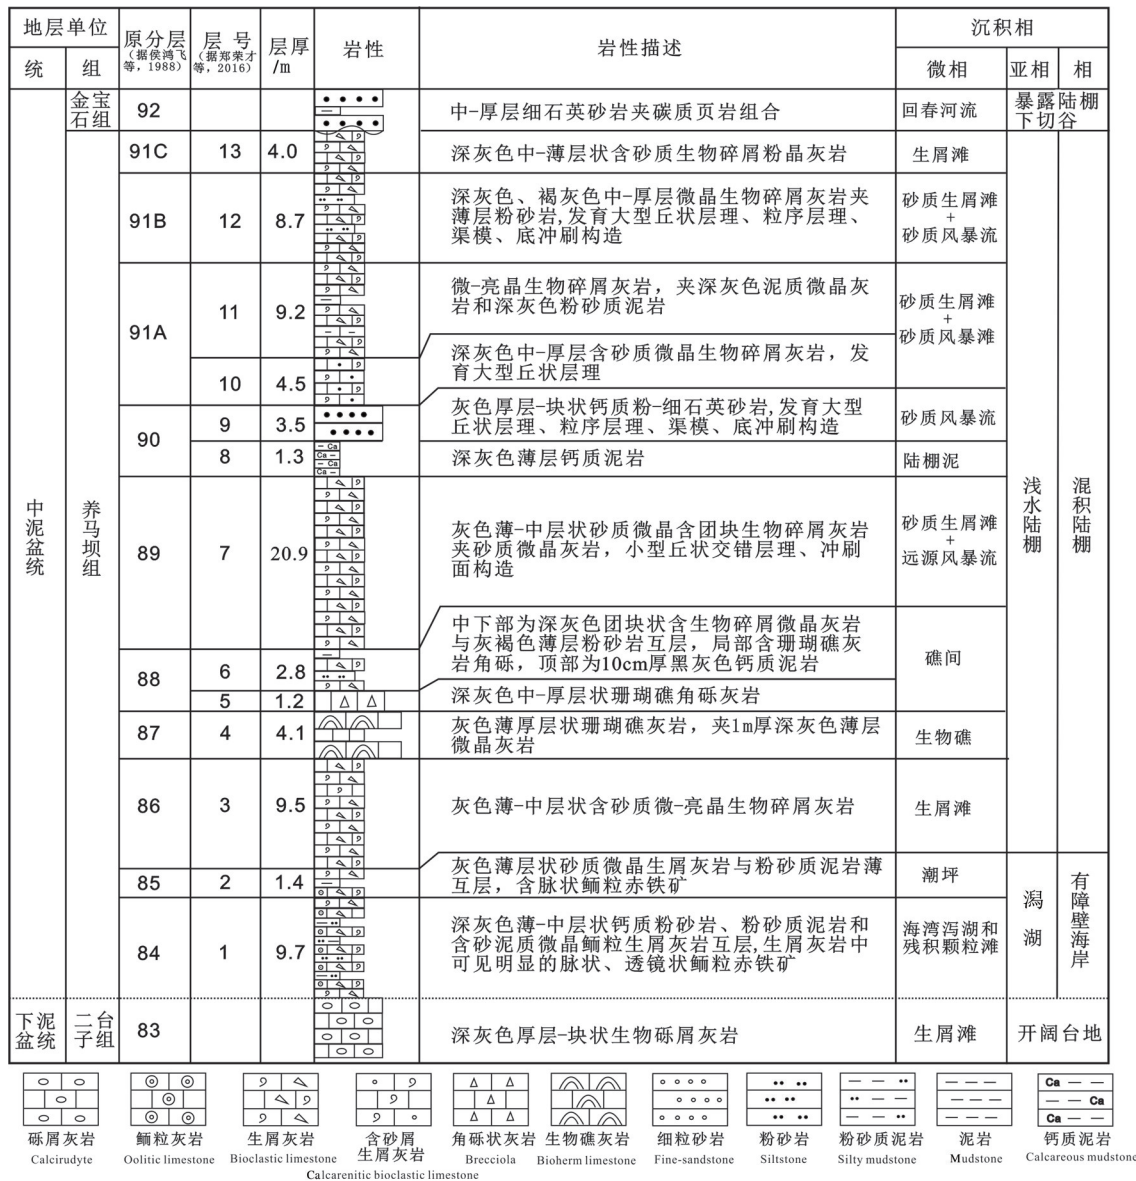 地层单位
原分层
(据侯鸿飞
等，1988)
层 号
(据郑荣才
等，2016)
层厚
/m
岩性
岩性描述
沉积相
统
组
微相
亚相
相
中泥盆统
金宝
石组
92
中-厚层细石英砂岩夹碳质页岩组合
回春河流
暴露陆棚
下切谷
养马坝组
91C
13
4.0
深灰色中-薄层状含砂质生物碎屑粉晶灰岩
生屑滩
浅水陆棚
混积陆棚
91B
12
8.7
深灰色、褐灰色中-厚层微晶生物碎屑灰岩夹
薄层粉砂岩,发育大型丘状层理、粒序层理、
渠模、底冲刷构造
砂质生屑滩
+
砂质风暴流
91A
11
9.2
微-亮晶生物碎屑灰岩，夹深灰色泥质微晶灰
岩和深灰色粉砂质泥岩
砂质生屑滩
+
砂质风暴滩
10
4.5
深灰色中-厚层含砂质微晶生物碎屑灰岩，发
育大型丘状层理
90
9
3.5
灰色厚层-块状钙质粉-细石英砂岩,发育大型
丘状层理、粒序层理、渠模、底冲刷构造
砂质风暴流
8
1.3
Ca
Ca
Ca
Ca
深灰色薄层钙质泥岩
陆棚泥
89
7
20.9
灰色薄-中层状砂质微晶含团块生物碎屑灰岩
夹砂质微晶灰岩，小型丘状交错层理、冲刷
面构造
砂质生屑滩
+
远源风暴流
88
6
2.8
中下部为深灰色团块状含生物碎屑微晶灰岩
与灰褐色薄层粉砂岩互层，局部含珊瑚礁灰
岩角砾，顶部为10cm厚黑灰色钙质泥岩
礁间
5
1.2
深灰色中-厚层状珊瑚礁角砾灰岩
87
4
4.1
灰色薄厚层状珊瑚礁灰岩，夹1m厚深灰色薄层
微晶灰岩
生物礁
86
3
9.5
灰色薄-中层状含砂质微-亮晶生物碎屑灰岩
生屑滩
85
2
1.4
灰色薄层状砂质微晶生屑灰岩与粉砂质泥岩薄
互层，含脉状鲕粒赤铁矿
潮坪
潟湖
有障壁海岸
84
1
9.7
深灰色薄-中层状钙质粉砂岩、粉砂质泥岩和
含砂泥质微晶鲕粒生屑灰岩互层,生屑灰岩中
可见明显的脉状、透镜状鲕粒赤铁矿
海湾泻湖和
残积颗粒滩
下泥
盆统
二台
子组
83
深灰色厚层-块状生物砾屑灰岩
生屑滩
开阔台地
Ca
Ca
Ca
砾屑灰岩
Calcirudyte
鲕粒灰岩
Oolitic limestone
生屑灰岩
Bioclastic limestone
含砂屑
生屑灰岩
Calcarenitic bioclastic limestone
角砾状灰岩
Brecciola
生物礁灰岩
Bioherm limestone
细粒砂岩
Fine-sandstone
粉砂岩
Siltstone
粉砂质泥岩
Silty mudstone
泥岩
Mudstone
钙质泥岩
Calcareous mudstone